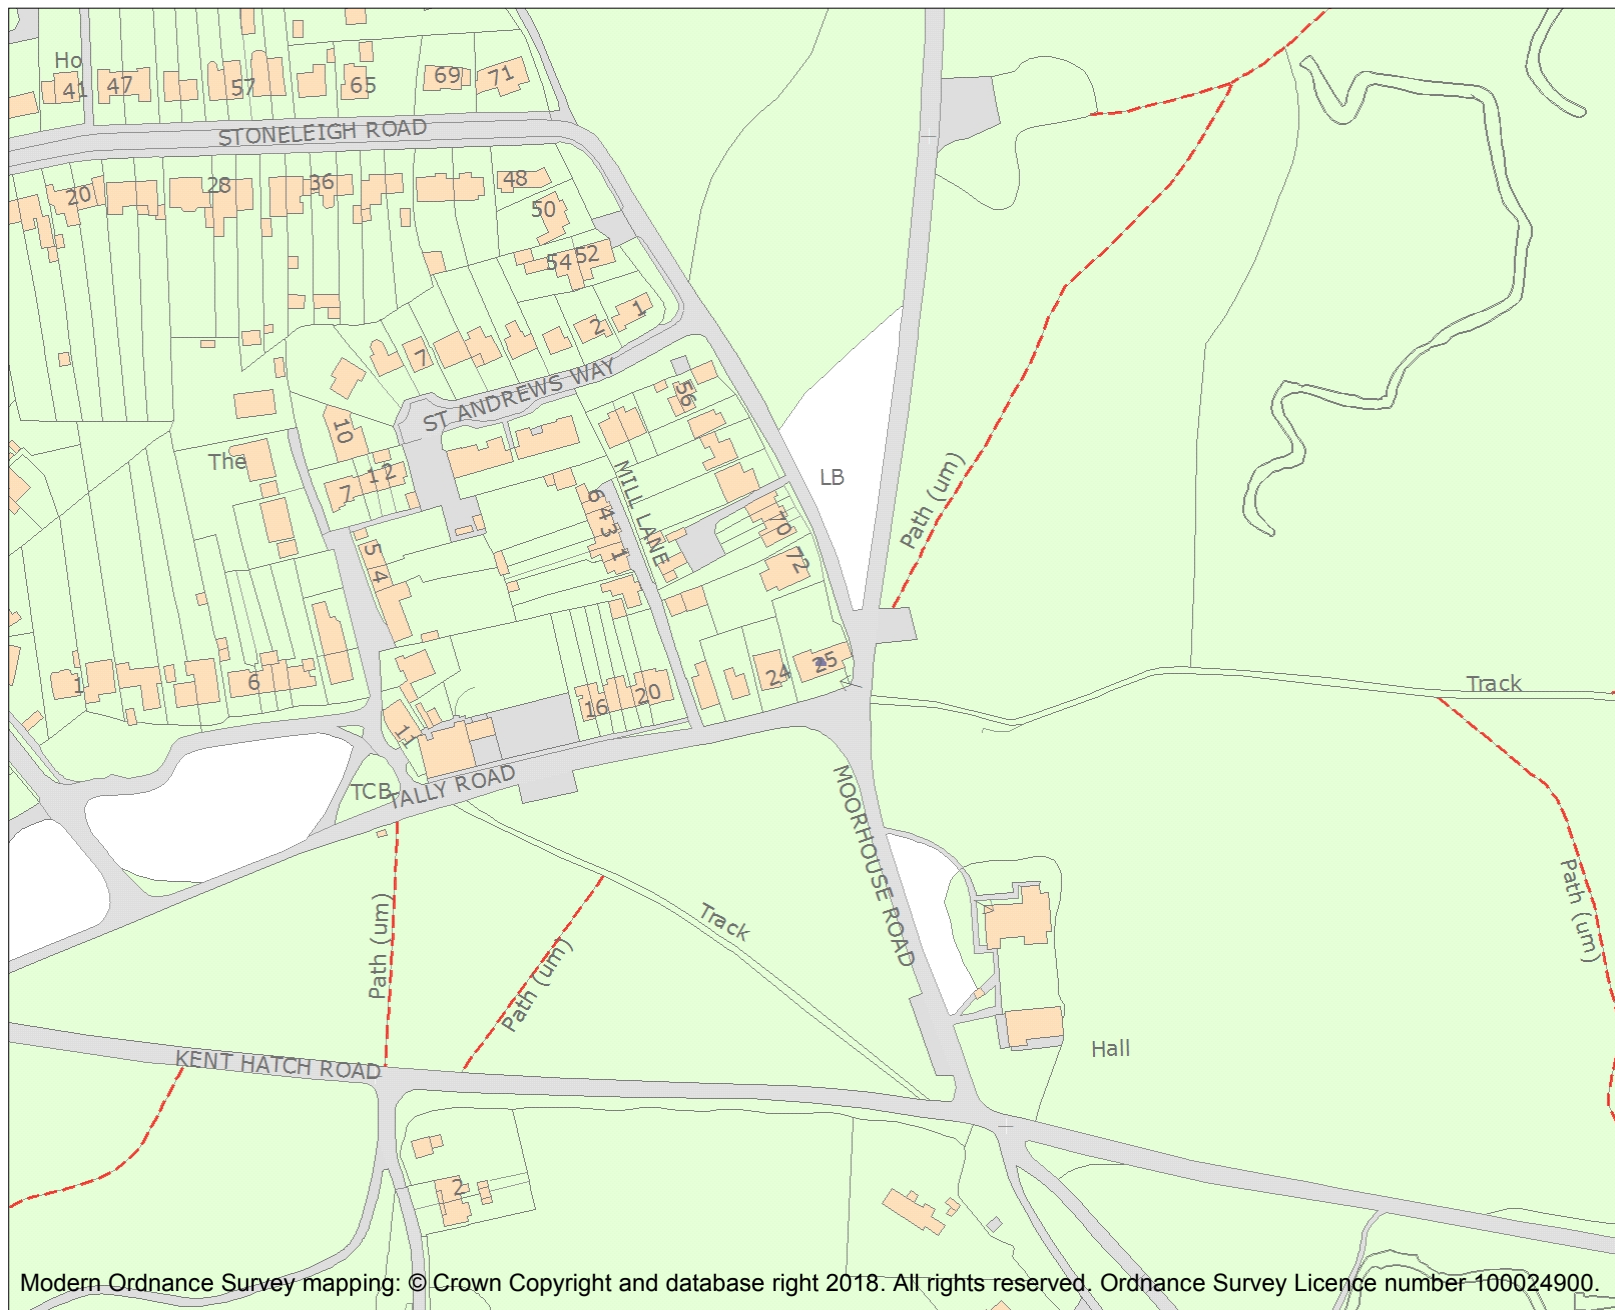 Ho
41
47
57
65
69
71
STONELEIGH ROAD
20
28
36
48
50
54
52
1
2
7
ST ANDREWS WAY
56
10
The
12
7
LB
Path (um)
MILL LANE
6
4
3
1
70
72
5
4
1
6
11
16
20
24
25
Track
TCB
TALLY ROAD
MOORHOUSE ROAD
Path (um)
Path (um)
Path (um)
Track
Hall
KENT HATCH ROAD
2
Modern Ordnance Survey mapping: © Crown Copyright and database right 2018. All rights reserved. Ordnance Survey Licence number 100024900.